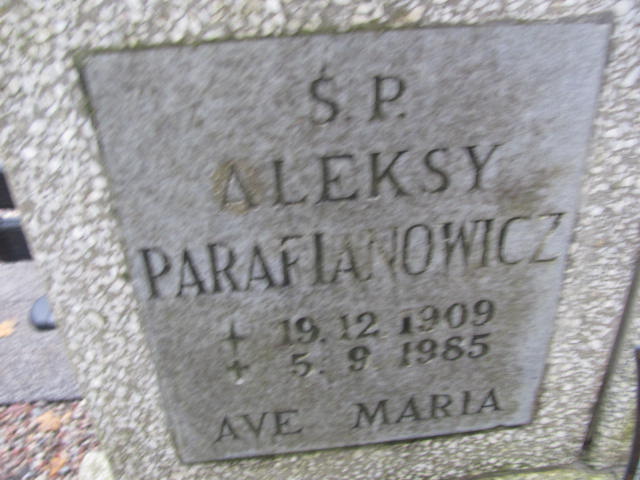 Ś.P.
ALEKSY
PARAFIANOWICZ
+ 19.12.1909
+ 5.9 1985
AVE MARIA